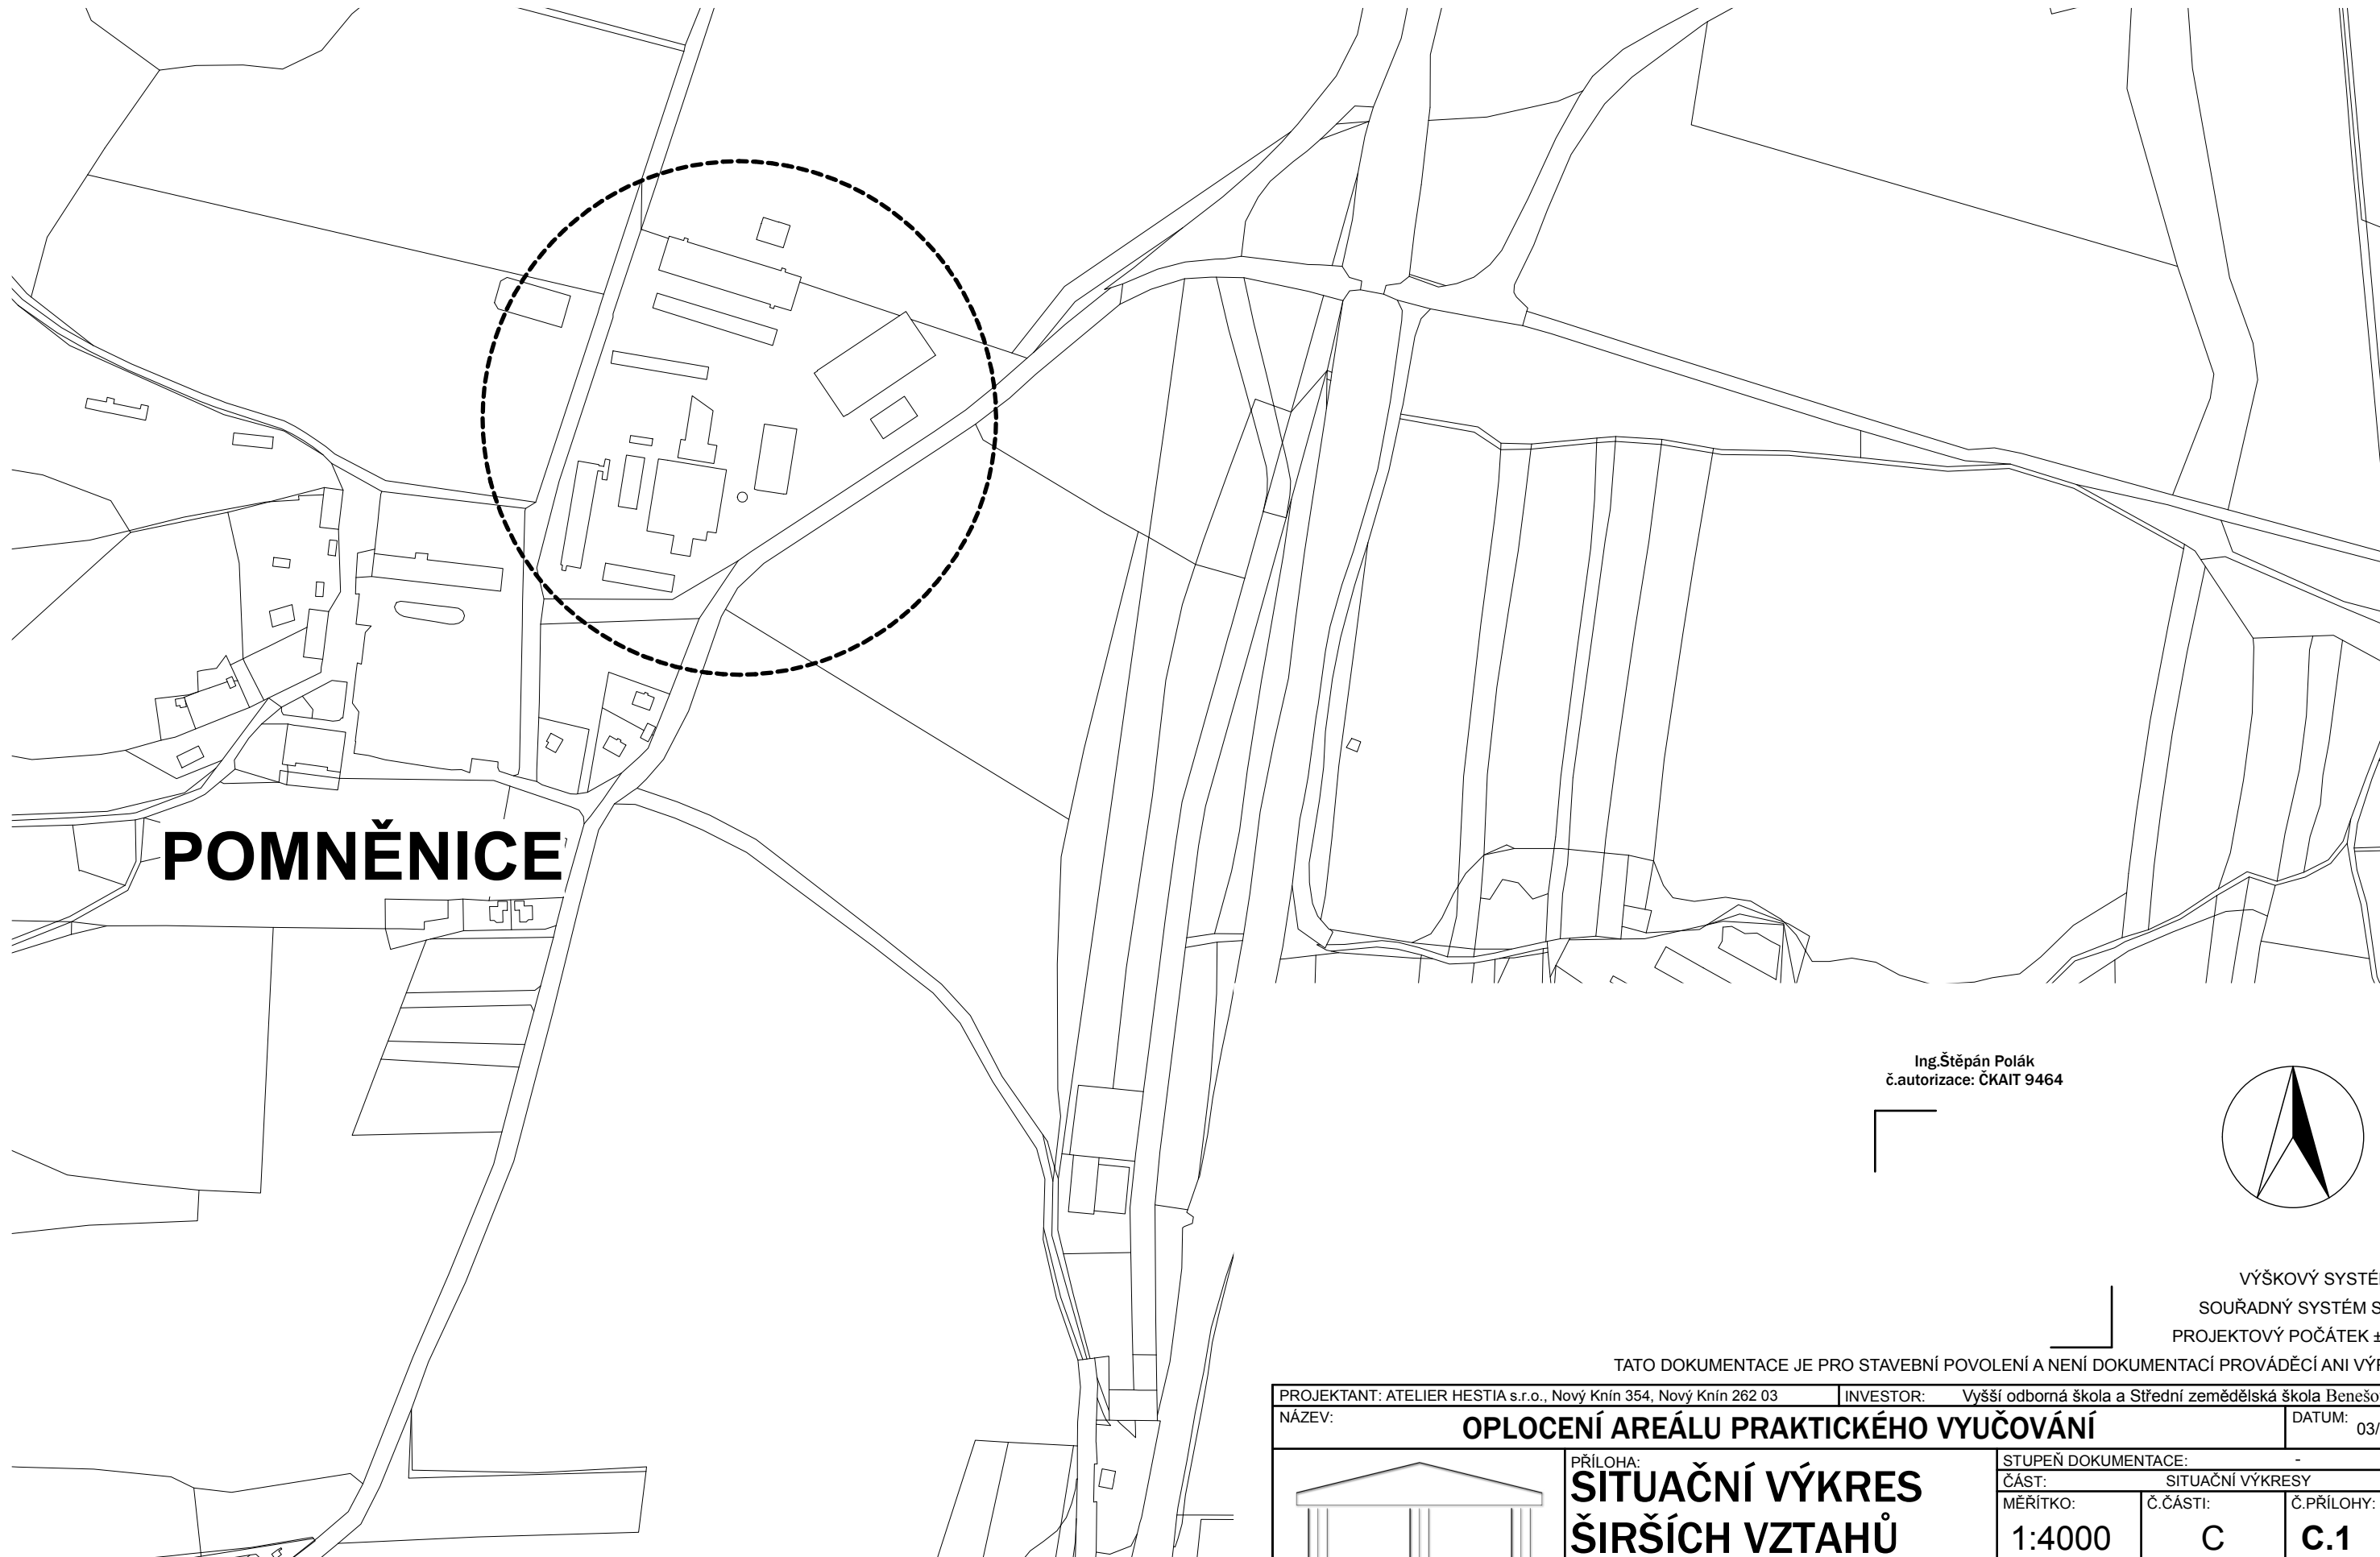 POMNĚNICE
Ing.Štěpán Polák
č.autorizace: ČKAIT 9464
VÝŠKOVÝ
SOUŘADNÝ SYSTÉM
PROJEKTOVÝ POČÁTEK ±
TATO DOKUMENTACE JE PRO STAVEBNÍ POVOLENÍ A NENÍ DOKUMENTACÍ PROVÁDĚCÍ ANI
PROJEKTANT: ATELIER HESTIA s.r.o., Nový Knín 354, Nový Knín 262 03 INVESTOR: Vyšší odborná škola a Střední zemědělská škola
NÁZEV: OPLOCENÍ AREÁLU PRAKTICKÉHO VYUČOVÁNÍ DATUM: 03/
PŘÍLOHA: STUPEŇ DOKUMENTACE: -
SITUAČNÍ VÝKRES
ČÁST: SITUAČNÍ VÝKRESY
MĚŘÍTKO: Č.ČÁSTI: Č.PŘÍLOHY:
ŠIRŠÍCH VZTAHŮ
1:4000 C C.1